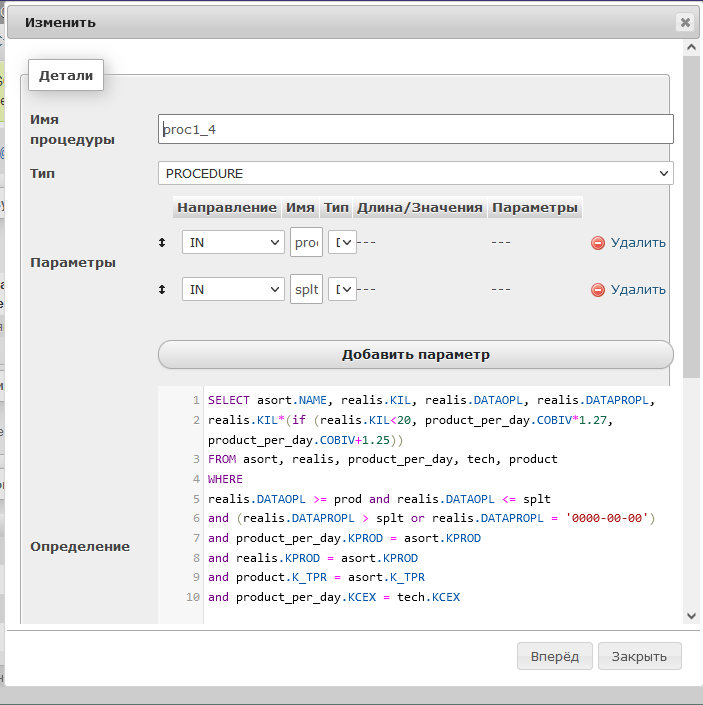 Изменить
Детали
Имя
процедуры
proc1_4
Тип
PROCEDURE
Направление Имя Тип Длина/Значения Параметры
Параметры
IN --- --- Удалить
IN splt --- --- Удалить
Добавить параметр
Определение
1 SELECT asort.NAME, realis.KIL, realis.DATAOPL, realis.DATAPROPL,
2 realis.KIL*(if (realis.KIL<20, product_per_day.COBIV*1.27,
product_per_day.COBIV+1.25))
3 FROM asort, realis, product_per_day, tech, product
4 WHERE
5 realis.DATAOPL >= prod and realis.DATAOPL <= splt
6 and (realis.DATAPROPL > splt or realis.DATAPROPL = '0000-00-00')
7 and product_per_day.KPROD = asort.KPROD
8 and realis.KPROD = asort.KPROD
9 and product.K_TPR = asort.K_TPR
10 and product_per_day.KCEX = tech.KCEX
Вперёд Закрыть